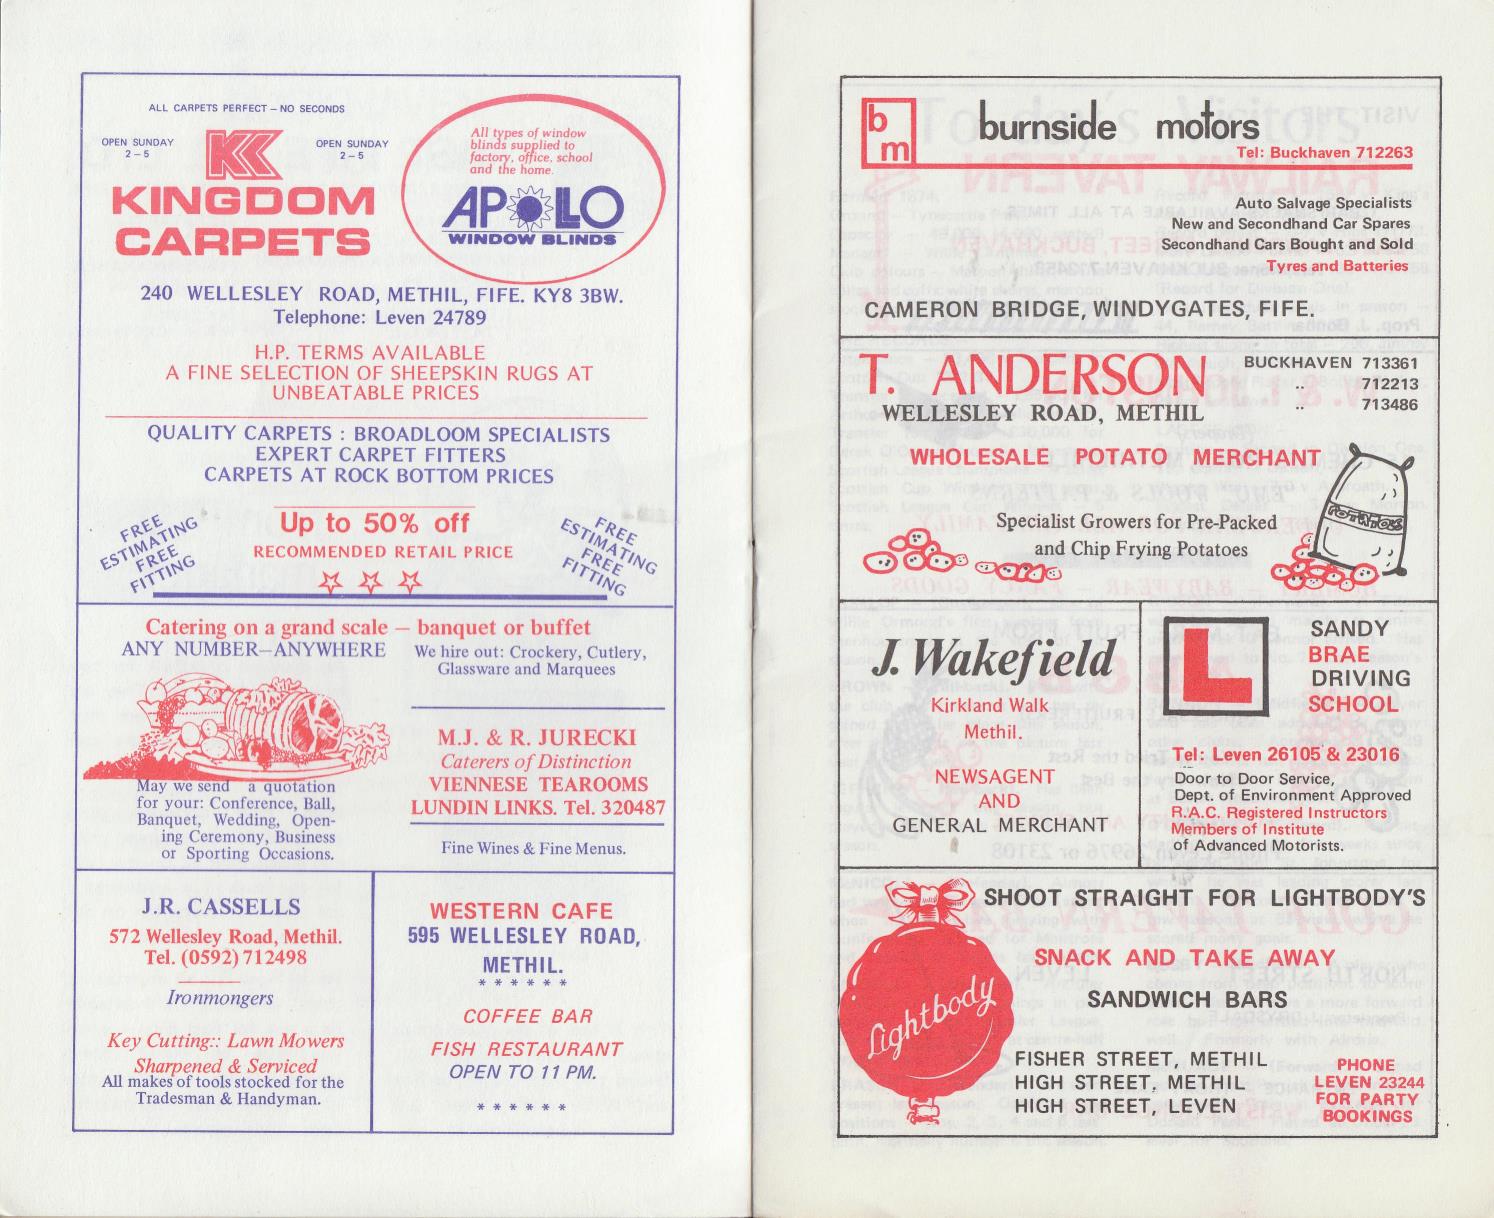 ALL CARPETS PERFECT – NO SECONDS
OPEN SUNDAY
2 – 5
KK
OPEN SUNDAY
2 – 5
KINGDOM
CARPETS
All types of window
blinds supplied to
factory, office, school
and the home.
APOLLO
WINDOW BLINDS
240 WELLESLEY ROAD, METHIL, FIFE. KY8 3BW.
Telephone: Leven 24789
H.P. TERMS AVAILABLE
A FINE SELECTION OF SHEEPSKIN RUGS AT
UNBEATABLE PRICES
QUALITY CARPETS : BROADLOOM SPECIALISTS
EXPERT CARPET FITTERS
CARPETS AT ROCK BOTTOM PRICES
FREE
ESTIMATING
FREE
FITTING
Up to 50% off
RECOMMENDED RETAIL PRICE
FREE
ESTIMATING
FREE
FITTING
Catering on a grand scale — banquet or buffet
ANY NUMBER–ANYWHERE
We hire out: Crockery, Cutlery,
Glassware and Marquees
May we send a quotation
for your: Conference, Ball,
Banquet, Wedding, Open-
ing Ceremony, Business
or Sporting Occasions.
M.J. & R. JURECKI
Caterers of Distinction
VIENNESE TEAROOMS
LUNDIN LINKS. Tel. 320487
Fine Wines & Fine Menus.
J.R. CASSELLS
572 Wellesley Road, Methil.
Tel. (0592) 712498
Ironmongers
Key Cutting:: Lawn Mowers
Sharpened & Serviced
All makes of tools stocked for the
Tradesman & Handyman.
WESTERN CAFE
595 WELLESLEY ROAD,
METHIL.
* * * * * *
COFFEE BAR
FISH RESTAURANT
OPEN TO 11 PM.
* * * * * *
bm
burnside motors
Tel: Buckhaven 712263
Auto Salvage Specialists
New and Secondhand Car Spares
Secondhand Cars Bought and Sold
Tyres and Batteries
CAMERON BRIDGE, WINDYGATES, FIFE.
T. ANDERSON
WELLESLEY ROAD, METHIL
BUCKHAVEN 713361
.. 712213
.. 713486
WHOLESALE POTATO MERCHANT
Specialist Growers for Pre-Packed
and Chip Frying Potatoes
POTATOES
J. Wakefield
Kirkland Walk
Methil.
NEWSAGENT
AND
GENERAL MERCHANT
L
SANDY
BRAE
DRIVING
SCHOOL
Tel: Leven 26105 & 23016
Door to Door Service,
Dept. of Environment Approved
R.A.C. Registered Instructors
Members of Institute
of Advanced Motorists.
SHOOT STRAIGHT FOR LIGHTBODY'S
SNACK AND TAKE AWAY
SANDWICH BARS
Lightbody
FISHER STREET, METHIL
HIGH STREET, METHIL
HIGH STREET, LEVEN
PHONE
LEVEN 23244
FOR PARTY
BOOKINGS